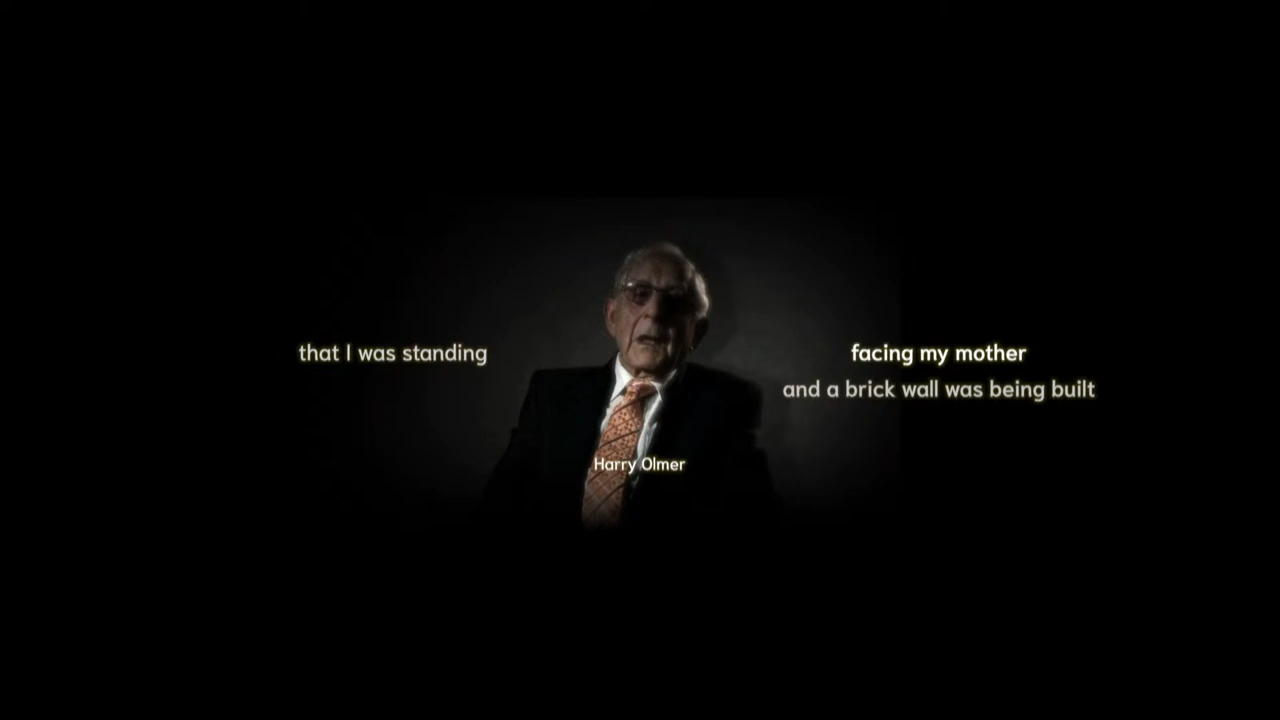 that I was standing
facing my mother
and a brick wall was being built
Harry Olmer